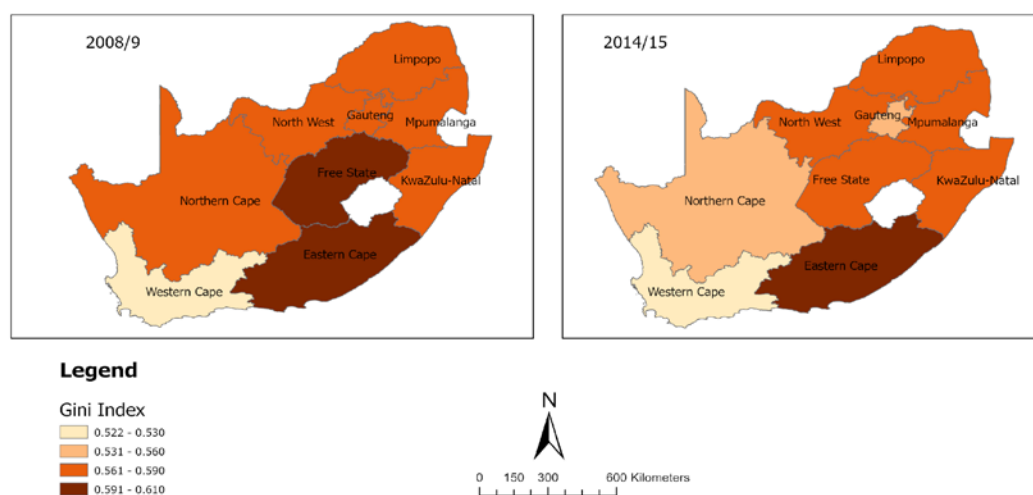 2008/9
Limpopo
Gauteng
North West
Mpumalanga
Free State
KwaZulu-Natal
Northern Cape
Eastern Cape
Western Cape
2014/15
Limpopo
Gauteng
North West
Mpumalanga
Free State
KwaZulu-Natal
Northern Cape
Eastern Cape
Western Cape
Legend
Gini Index
0.522 - 0.530
0.531 - 0.560
0.561 - 0.590
0.591 - 0.610
N
0 150 300 600 Kilometers